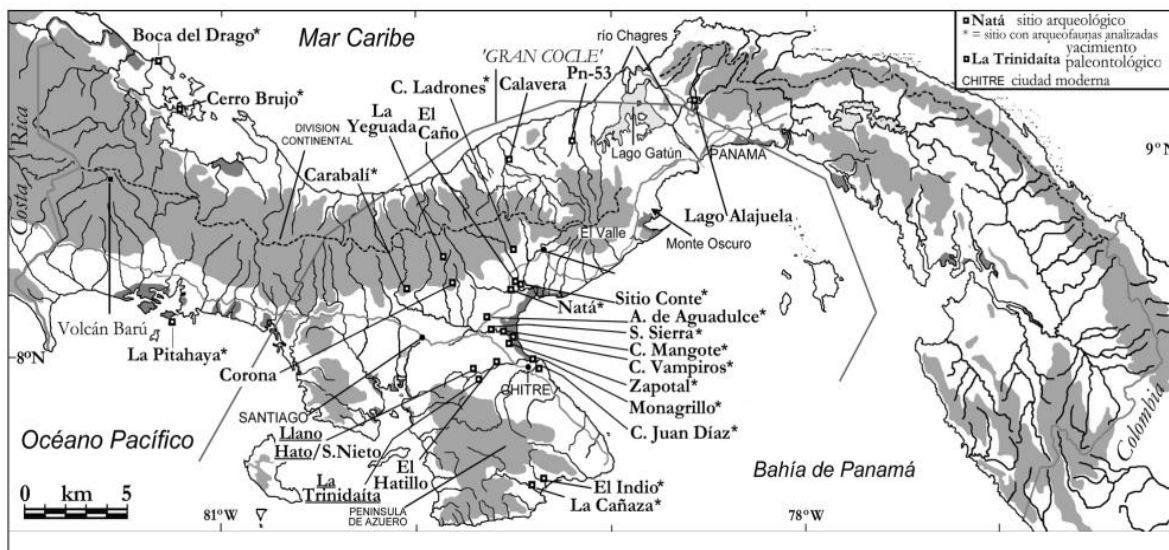 Boca del Drago*
Mar Caribe
río Chagres
'GRAN COCLE'
Pn-53
C. Ladrones*
Calavera
Cerro Brujo*
La
Yeguada
El
Caño
DIVISION
CONTINENTAL
Carabalí*
Lago Gatún
PANAMA
9°N
Costa Rica
Lago Alajuela
El Valle
Monte Oscuro
Natá*
Volcán Barú
La Pitahaya*
8°N
Corona
Sitio Conte*
A. de Aguadulce*
S. Sierra*
C. Mangote*
C. Vampiros*
Zapotal*
Monagrillo*
C. Juan Díaz*
CHITRE
SANTIAGO
Llano
Hato/S.Nieto
Océano Pacífico
El
Hatillo
La
Trinidaíta
PENINSULA
DE AZUERO
El Indio*
La Cañaza*
Bahía de Panamá
Colombia
0 km 5
81°W
78°W
Natá sitio arqueológico
* = sitio con arqueofaunas analizadas
La Trinidaíta yacimiento
paleontológico
CHITRE ciudad moderna